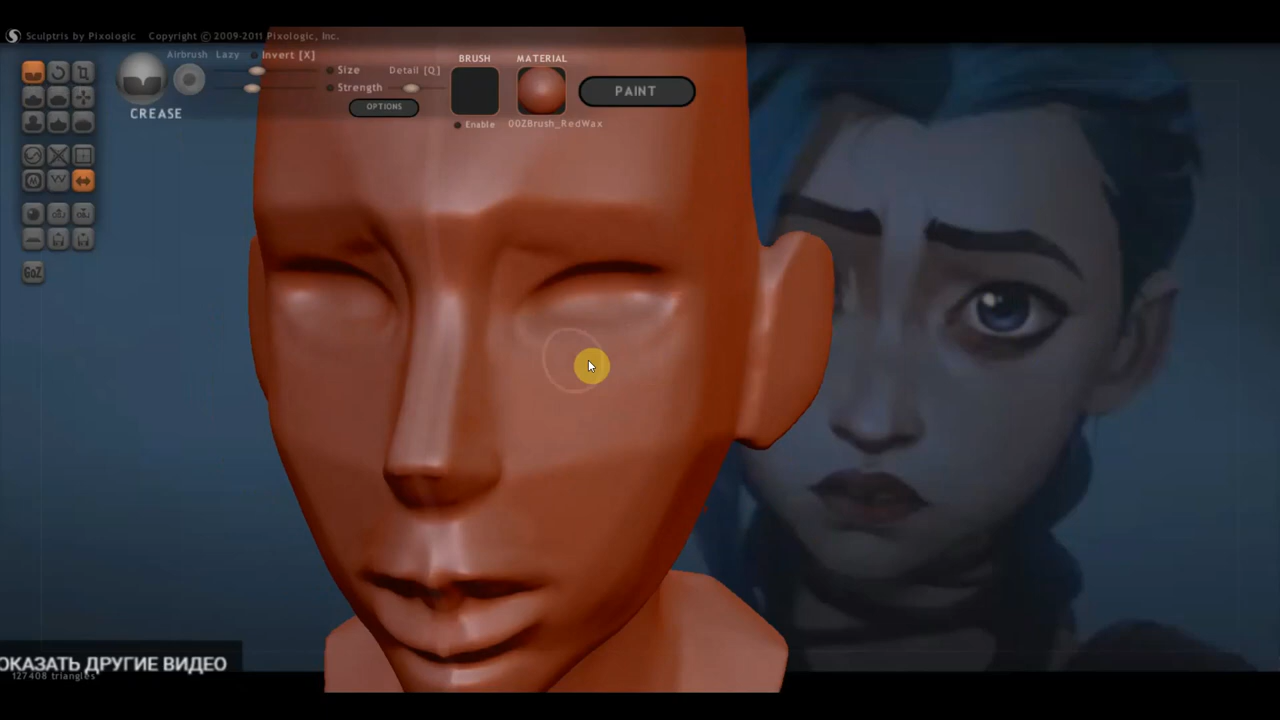 Sculptris by Pixologic Copyright © 2009-2011 Pixologic, Inc.
Airbrush Lazy Invert [X]
BRUSH
MATERIAL
Size Detail [Q]
Strength
PAINT
OPTIONS
CREASE
Enable
00ZBrush_RedWax
GoZ
ОКАЗАТЬ ДРУГИЕ ВИДЕО
127408 triangles